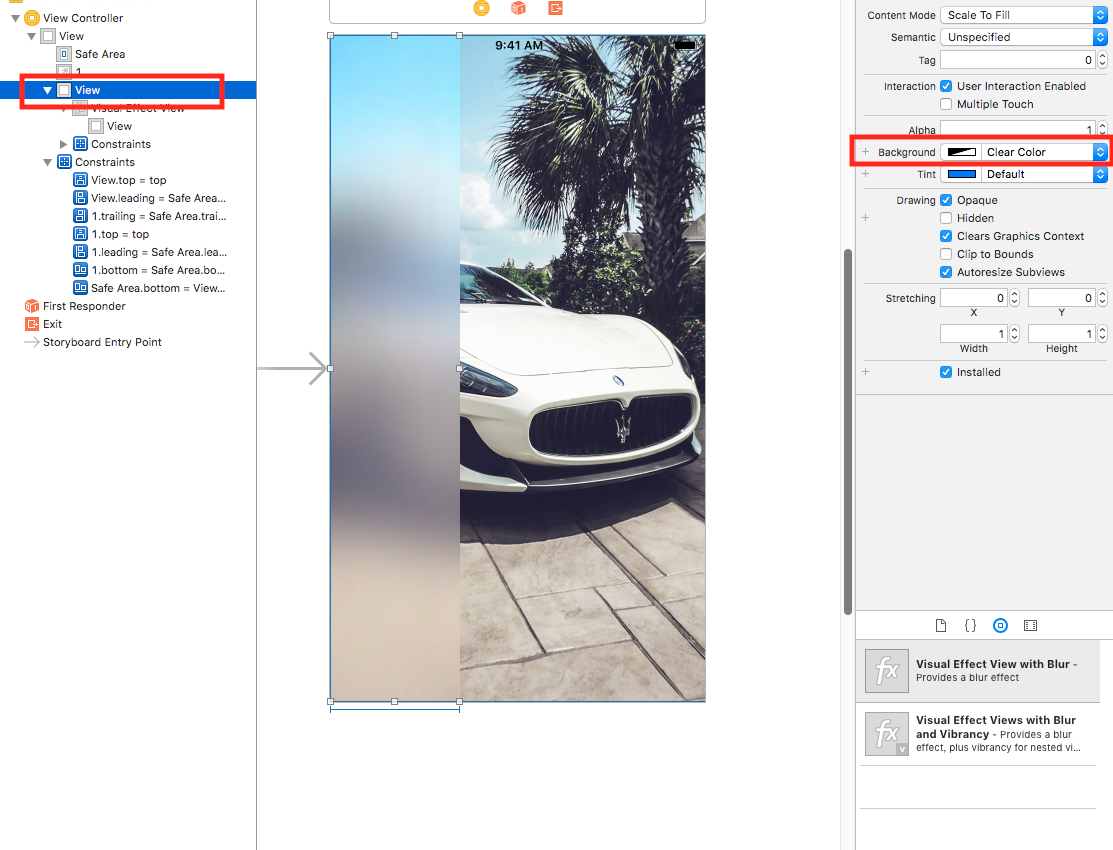 View Controller
View
Safe Area
1
View
Visual Effect View
View
Constraints
Constraints
View.top = top
View.leading = Safe Area...
1.trailing = Safe Area.trai...
1.top = top
1.leading = Safe Area.lea...
1.bottom = Safe Area.bo...
Safe Area.bottom = View...
First Responder
Exit
Storyboard Entry Point
9:41 AM
Content Mode Scale To Fill
Semantic Unspecified
Tag 0
Interaction User Interaction Enabled
Multiple Touch
Alpha 1
+ Background Clear Color
+ Tint Default
Drawing Opaque
+ Hidden
Clears Graphics Context
Clip to Bounds
Autoresize Subviews
Stretching 0 0
X Y
1 1
Width Height
+ Installed
{}
fx Visual Effect View with Blur -
Provides a blur effect
fx v Visual Effect Views with Blur
and Vibrancy - Provides a blur
effect, plus vibrancy for nested vi...